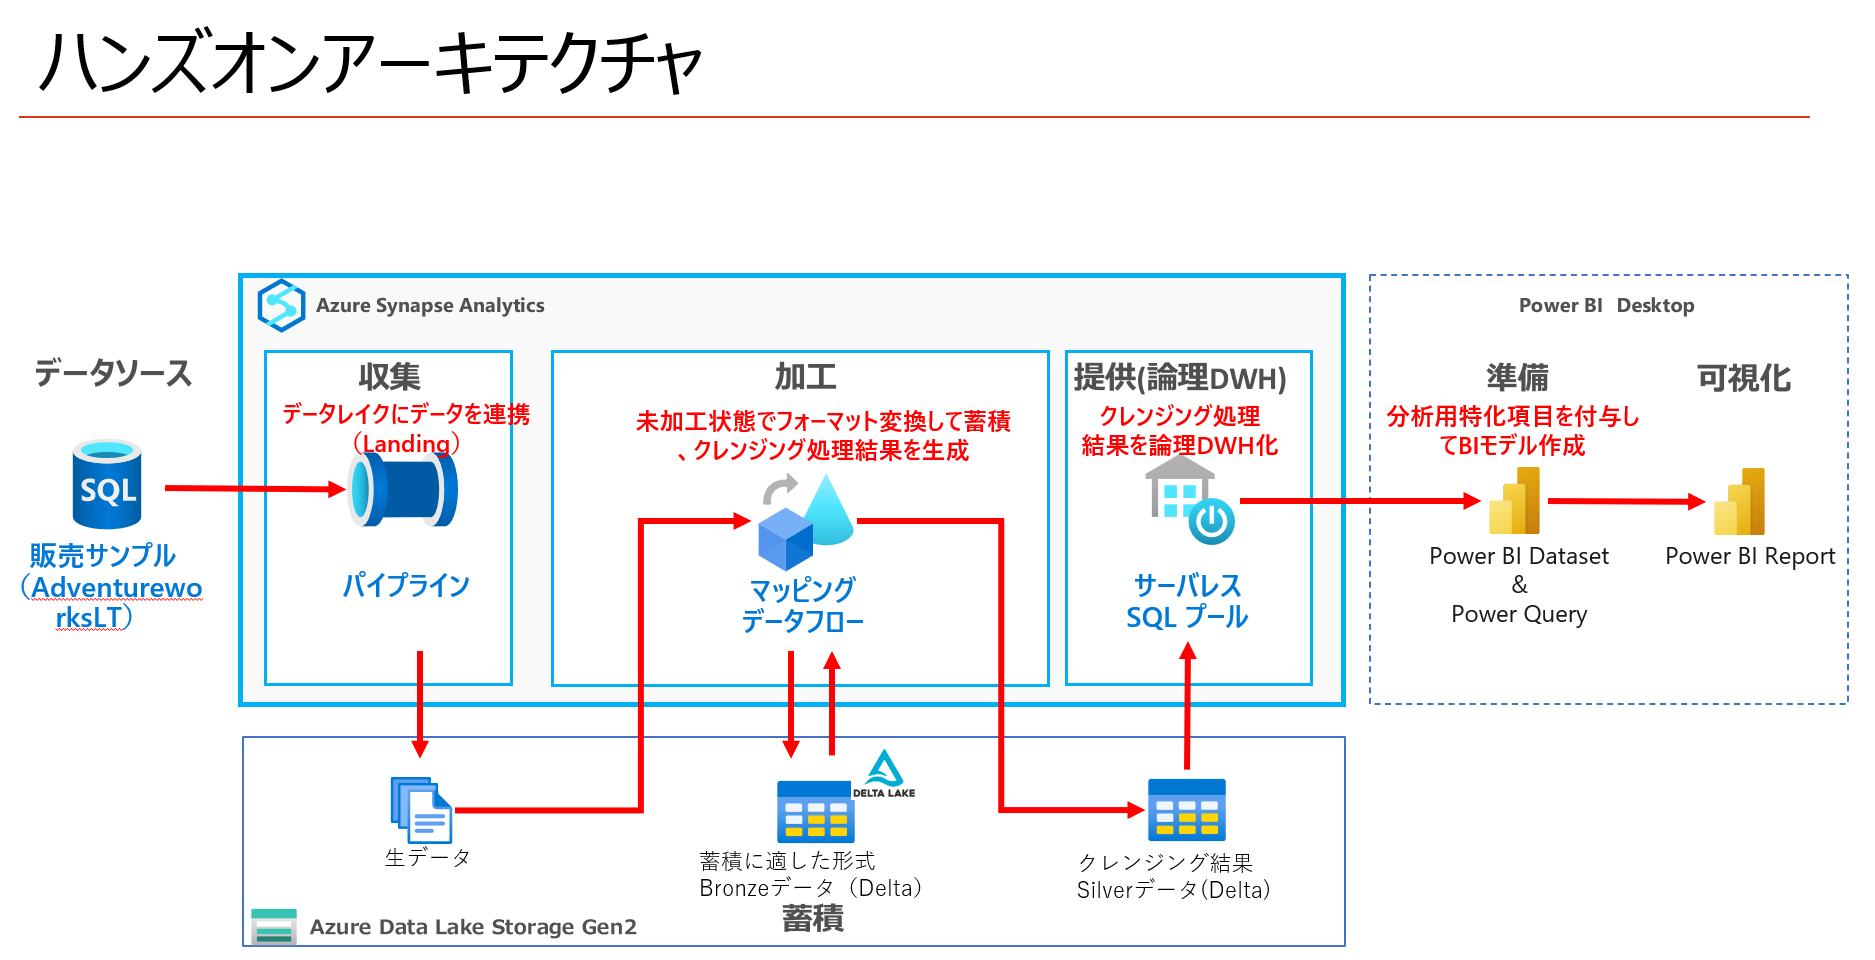 ハンズオンアーキテクチャ
Azure Synapse Analytics
Power BI Desktop
データソース
収集
データレイクにデータを連携
（Landing）
加工
未加工状態でフォーマット変換して蓄積
、クレンジング処理結果を生成
提供(論理DWH)
クレンジング処理
結果を論理DWH化
準備
分析用特化項目を付与し
てBIモデル作成
可視化
SQL
販売サンプル
（Adventurewo
rksLT）
パイプライン
マッピング
データフロー
サーバレス
SQL プール
Power BI Dataset
&
Power Query
Power BI Report
DELTA LAKE
生データ
蓄積に適した形式
Bronzeデータ（Delta）
蓄積
クレンジング結果
Silverデータ(Delta)
Azure Data Lake Storage Gen2